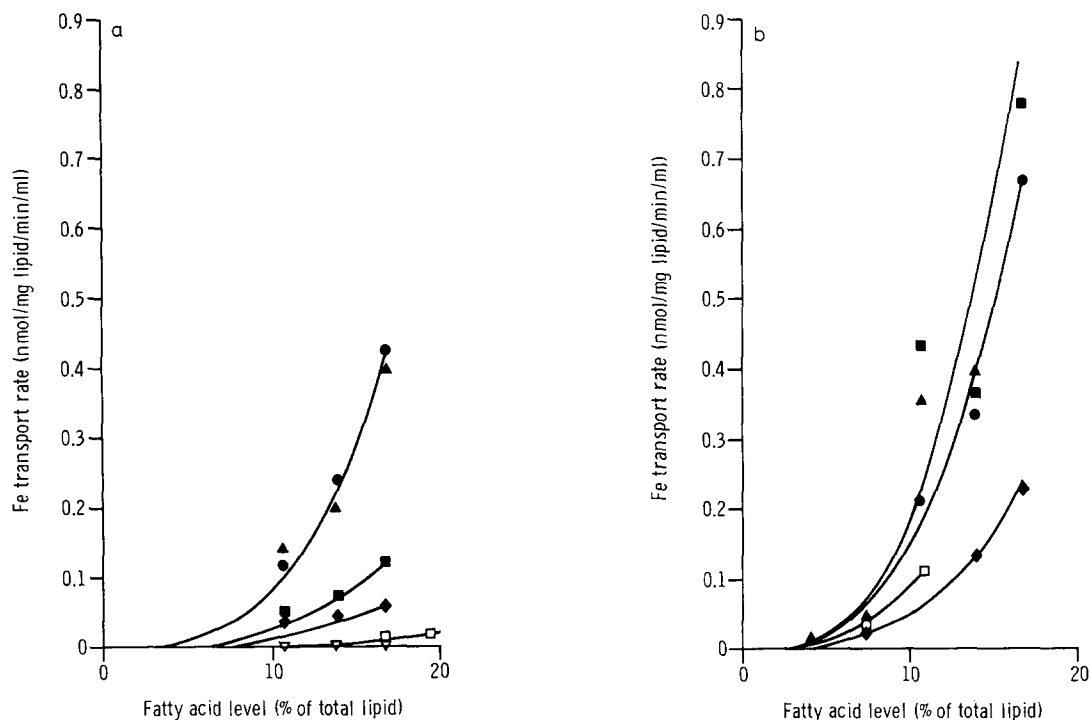 a
0.9
0.8
0.7
0.6
0.5
0.4
0.3
0.2
0.1
0
0 10 20
Fe transport rate (nmol/mg lipid/min/ml)
Fatty acid level (% of total lipid)
b
0.9
0.8
0.7
0.6
0.5
0.4
0.3
0.2
0.1
0
0 10 20
Fe transport rate (nmol/mg lipid/min/ml)
Fatty acid level (% of total lipid)